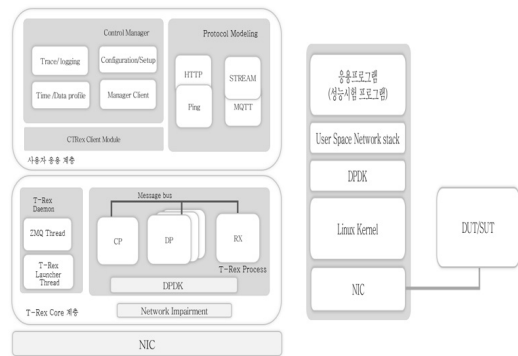 Control Manager
Trace/logging
Configuration/Setup
Time /Data profile
Manager Client
CTRex Client Module
Protocol Modeling
HTTP
STREAM
Ping
MQTT
사용자 응용 계층
T-Rex
Daemon
ZMQ Thread
T-Rex
Launcher
Thread
Message bus
CP
DP
RX
T-Rex Process
DPDK
Network Impairment
T-Rex Core 계층
NIC
응용프로그램
(성능시험 프로그램)
User Space Network stack
DPDK
Linux Kernel
NIC
DUT/SUT